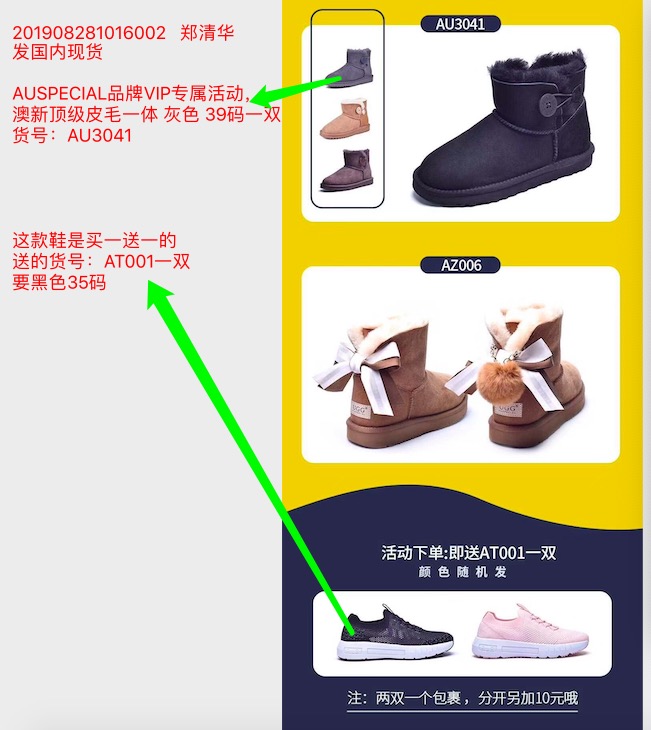 201908281016002 郑清华
发国内现货
AUSPECIAL品牌VIP专属活动，
澳新顶级皮毛一体 灰色 39码一双
货号：AU3041
这款鞋是买一送一的
送的货号：AT001一双
要黑色35码
AU3041
AZ006
UGG
UGG
活动下单:即送AT001一双
颜色随机发
注：两双一个包裹，分开另加10元哦